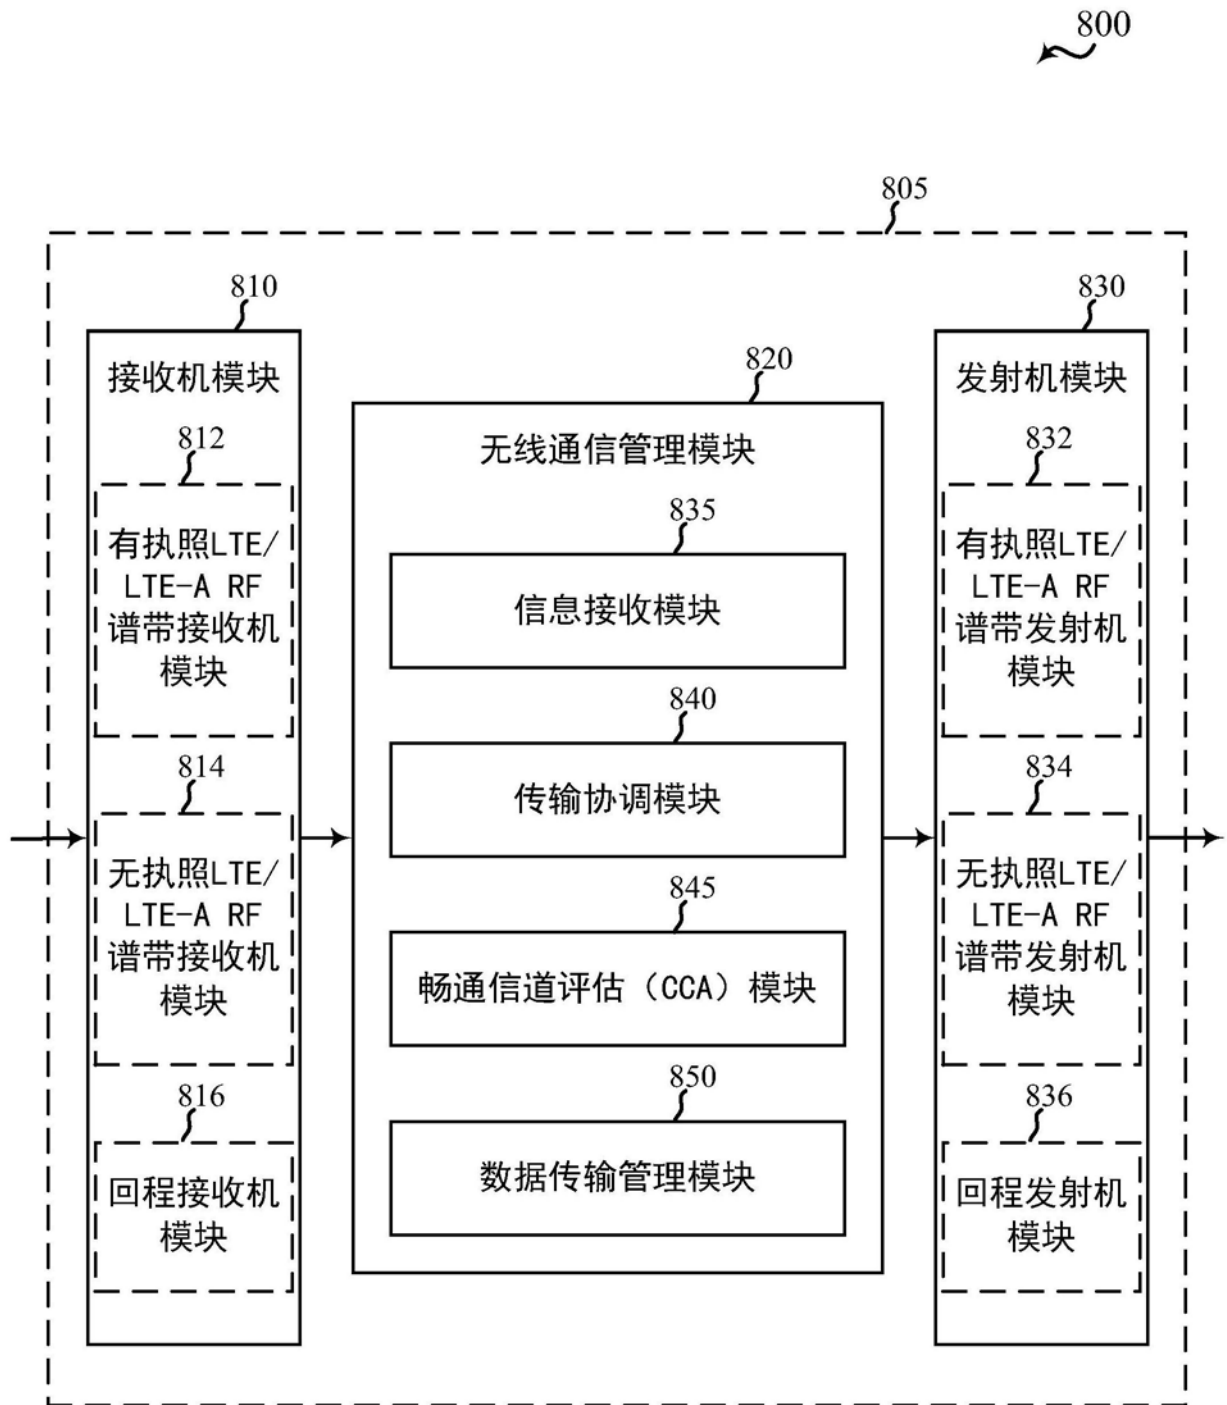 800
805
810
接收机模块
812
有执照LTE/
LTE-A RF
谱带接收机
模块
814
无执照LTE/
LTE-A RF
谱带接收机
模块
816
回程接收机
模块
820
无线通信管理模块
835
信息接收模块
840
传输协调模块
845
畅通信道评估（CCA）模块
850
数据传输管理模块
830
发射机模块
832
有执照LTE/
LTE-A RF
谱带发射机
模块
834
无执照LTE/
LTE-A RF
谱带发射机
模块
836
回程发射机
模块